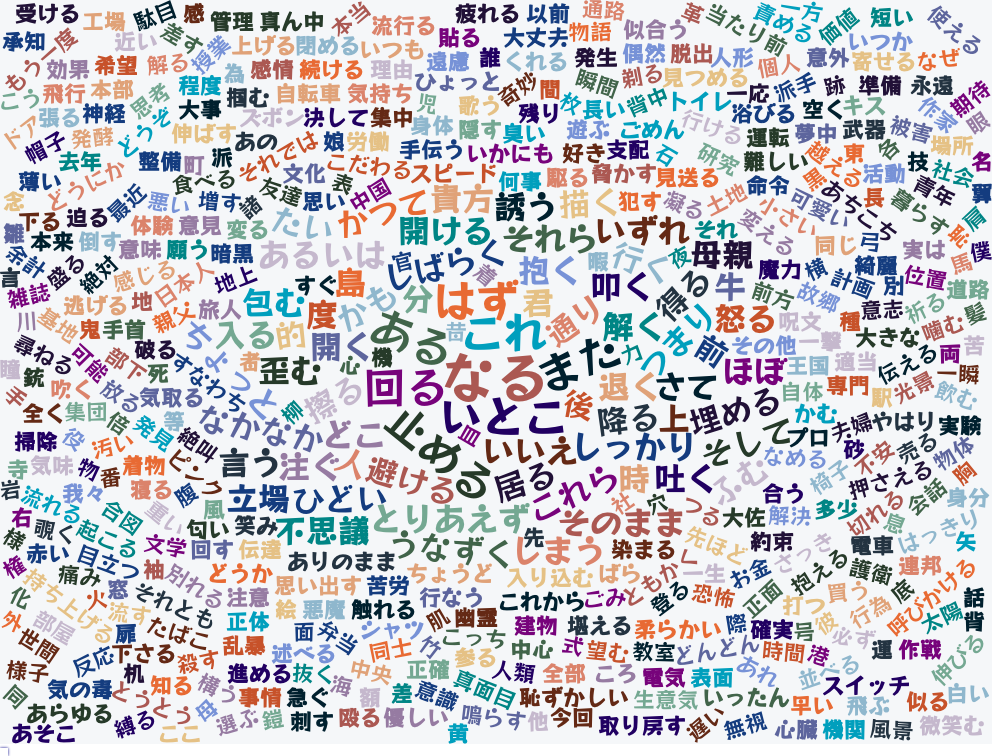 受ける 工場 駄目 感 管理 真ん中 本当 流行る 疲れる 以前 通路 革 当たり前 責める 一方 価値 短い 使える
承知 一度 近い 差す 授業 上げる 閉める いつも 貼る 大丈夫 物語 似合う いつか
もう 効果 希望 解る 為 感情 続ける 理由 遠慮 誰 くれる 発生 偶然 脱出 人形 意外 寄せる なぜ
こう 飛行 本部 思考 程度 掴む 自転車 気持ち ひょっと 奇妙 間 瞬間 剃る 見つめる 個人 派手 跡 準備 永遠
ドア 張る 神経 どうぞ 大事 ズボン 決して 集中 児 歌う 残り 枚 長い 背中 トイレ 一応 浴びる 空く キス 作家 期待
帽子 発酵 伸ばす あの 娘 労働 身体 隠す 臭い 遊ぶ ごめん 行ける 運転 夢中 武器 被害 場所 眼
去年 整備 町 派 それでは 手伝う いかにも 好き 支配 石 研究 難しい 越える 東 名 技 社会 名
薄い どうにか 食べる 文化 表 こだわる スピード 何事 駆る 脅かす 見送る 命令 黒 活動 青年 翼
念 下る 迫る 最近 悪い 増す 諸 友達 思い 中国 かつて 貴方 誘う 描く 犯す 凝る 土地 小さい 可愛い あちこち 長 暮らす 肩
雛 本来 倒す 体験 意見 変る たい 開ける それら いずれ それ 変える 同じ 弓 実は 恥 僕
余計 盛る 絶対 意味 願う 暗黒 あるいは 官 しばらく 着 抱く 暇 行く 夜 母親 魔力 横 計画 綺麗 別 位置 馬
言 雑誌 感じる 日本人 地上 すぐ 島 も 分 はず 君 叩く 得る 牛 前方 故郷 意志 祈る 道路
川 基地 逃げる 地 親父 旅人 包む 度 か ある 昔 これ 通り 解く つまり 怒る 呪文 種 大きな 噛む 髪
鬼 手首 ちょっと 入る 的 開く 機 力 前 その他 一撃 伝える 両 苦
瞳 尋ねる 可能 部下 破る 死 すなわち 者 歪む 心 回る なる また 退く さて ほぼ 王国 適当 一瞬
銃 吹く 放る 気取る 柳 擦る いとこ 後 降る 上 埋める 自体 専門 駅 光景 飲む
手 全く 集団 倍 発見 等 なかなか どこ 止める 皿 いいえ しっかり そして プロ かむ 夫婦 やはり 実験
掃除 役 汚い 絶叫 言う 注ぐ 人 避ける 居る これら 時 吐く ふむ なめる 砂 不安 売る 物体
寺 気味 物 番 着物 ピンク 立場 ひどい 社 穴 合う 椅子 押さえる 胸
岩 流れる 我々 合図 寝る 腹 風 不思議 とりあえず 先 そのまま つる 大佐 解決 多少 切れる 会話 身分
右 覗く 起こる 重い 匂い 笑み うなずく しまう 染まる 先ほど 約束 さっき 電車 息 はっきり 矢
様 赤い 目立つ 文学 回す 伝達 ありのまま ちょうど 入り込む ばら ともかく 一生 お金 抱える 護衛 連邦
権 痛み 窓 袖 別れる どうか 思い出す 苦労 行なう これから ごみ 登る 恐怖 正面 買う 底 呼びかける
化 持ち上げる 火 それとも 注意 絵 悪魔 触れる 肌 幽霊 建物 堪える 柔らかい 際 打つ 彼 行為 太陽 話
外 部屋 流す たばこ 正体 面 弁当 シャツ 竹 こっち 中心 式 望む 教室 どんどん 確実 号 必ず 宵
世間 扉 乱暴 述べる 同士 参る 時間 港 運 作戦
様子 反応 下さる 殺す 進める 抜く 中央 正確 人類 全部 ころ 電気 表面 あれ 並べる 伸びる
同 気の毒 机 とうとう 知る 構う 事情 急ぐ 海 額 差 意識 真面目 恥ずかしい 生意気 いったん 早い スイッチ 飛ぶ 似る 白い
あらゆる 縛る 母 選ぶ 鎧 刺す 殴る 優しい 鳴らす 他 今回 取り戻す 遅い 無視 心臓 機関 風景 微笑む
あそこ ここ 黄